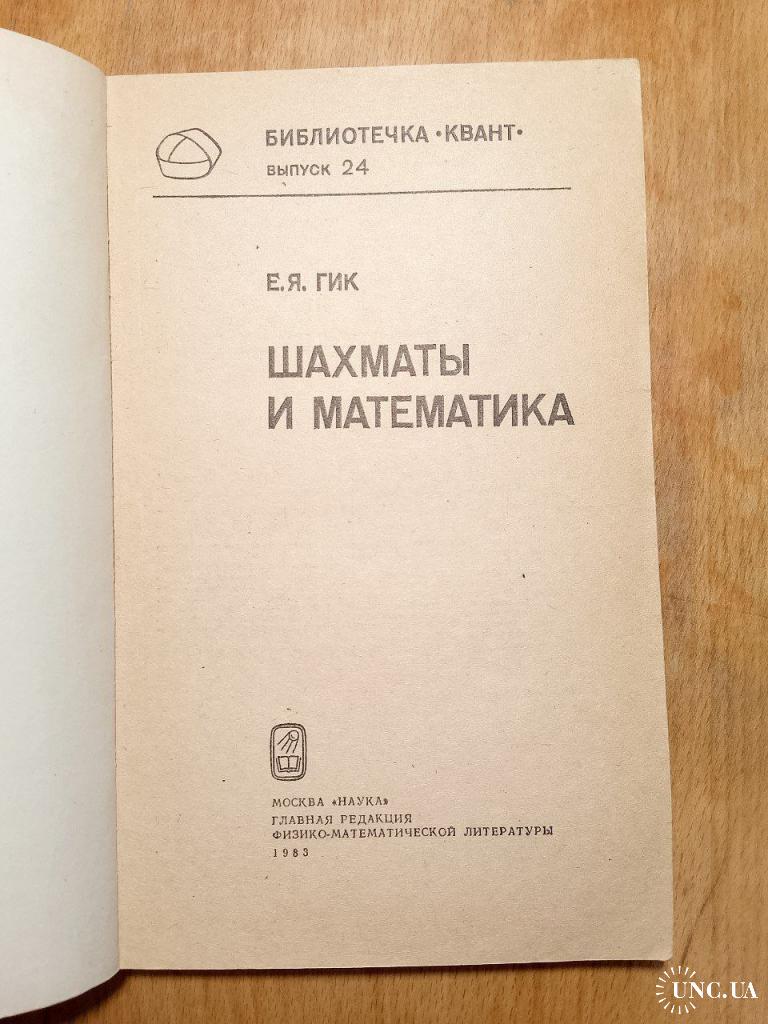 БИБЛИОТЕЧКА •КВАНТ•
ВЫПУСК 24
Е.Я. ГИК
ШАХМАТЫ
И МАТЕМАТИКА
МОСКВА «НАУКА»
ГЛАВНАЯ РЕДАКЦИЯ
ФИЗИКО-МАТЕМАТИЧЕСКОЙ ЛИТЕРАТУРЫ
1983
UNC.UA